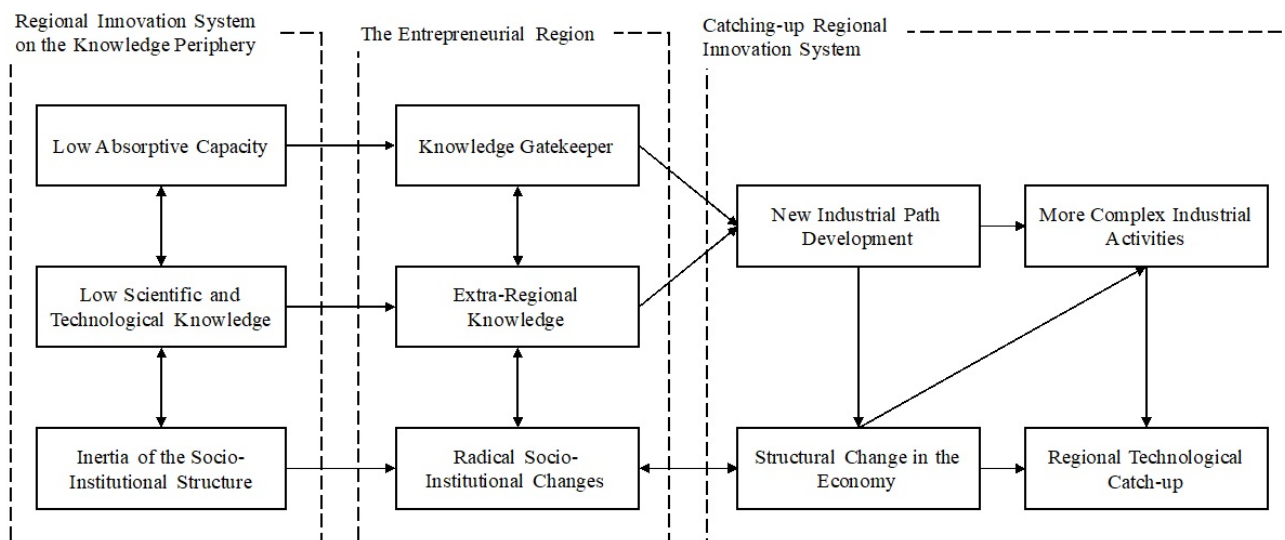 Regional Innovation System
on the Knowledge Periphery
The Entrepreneurial Region
Catching-up Regional
Innovation System
Low Absorptive Capacity
Knowledge Gatekeeper
New Industrial Path
Development
More Complex Industrial
Activities
Low Scientific and
Technological Knowledge
Extra-Regional
Knowledge
Inertia of the Socio-
Institutional Structure
Radical Socio-
Institutional Changes
Structural Change in the
Economy
Regional Technological
Catch-up